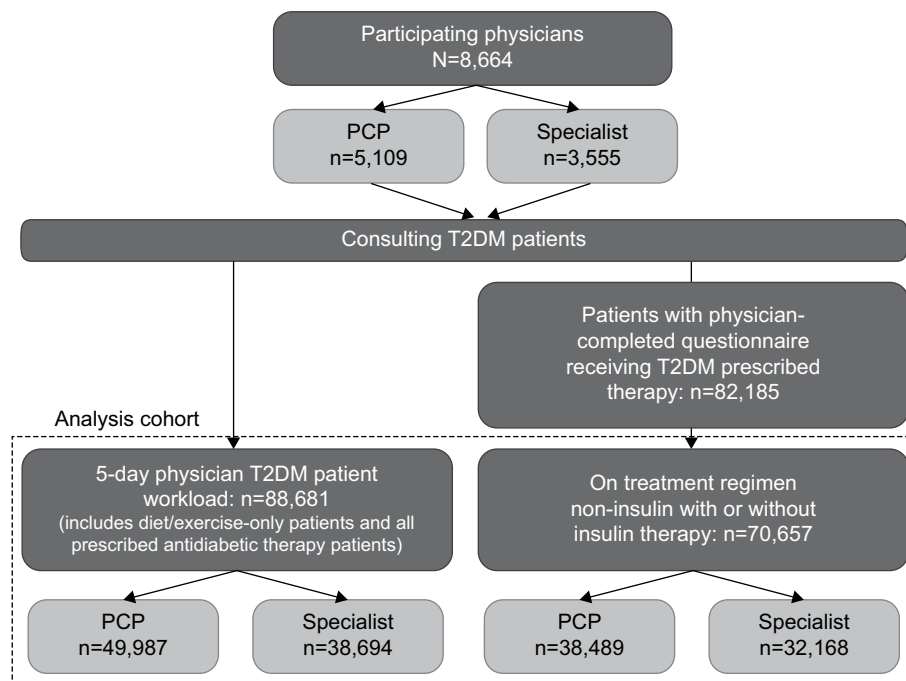 Participating physicians
N=8,664
PCP
n=5,109
Specialist
n=3,555
Consulting T2DM patients
Patients with physician-
completed questionnaire
receiving T2DM prescribed
therapy: n=82,185
Analysis cohort
5-day physician T2DM patient
workload: n=88,681
(includes diet/exercise-only patients and all
prescribed antidiabetic therapy patients)
On treatment regimen
non-insulin with or without
insulin therapy: n=70,657
PCP
n=49,987
Specialist
n=38,694
PCP
n=38,489
Specialist
n=32,168